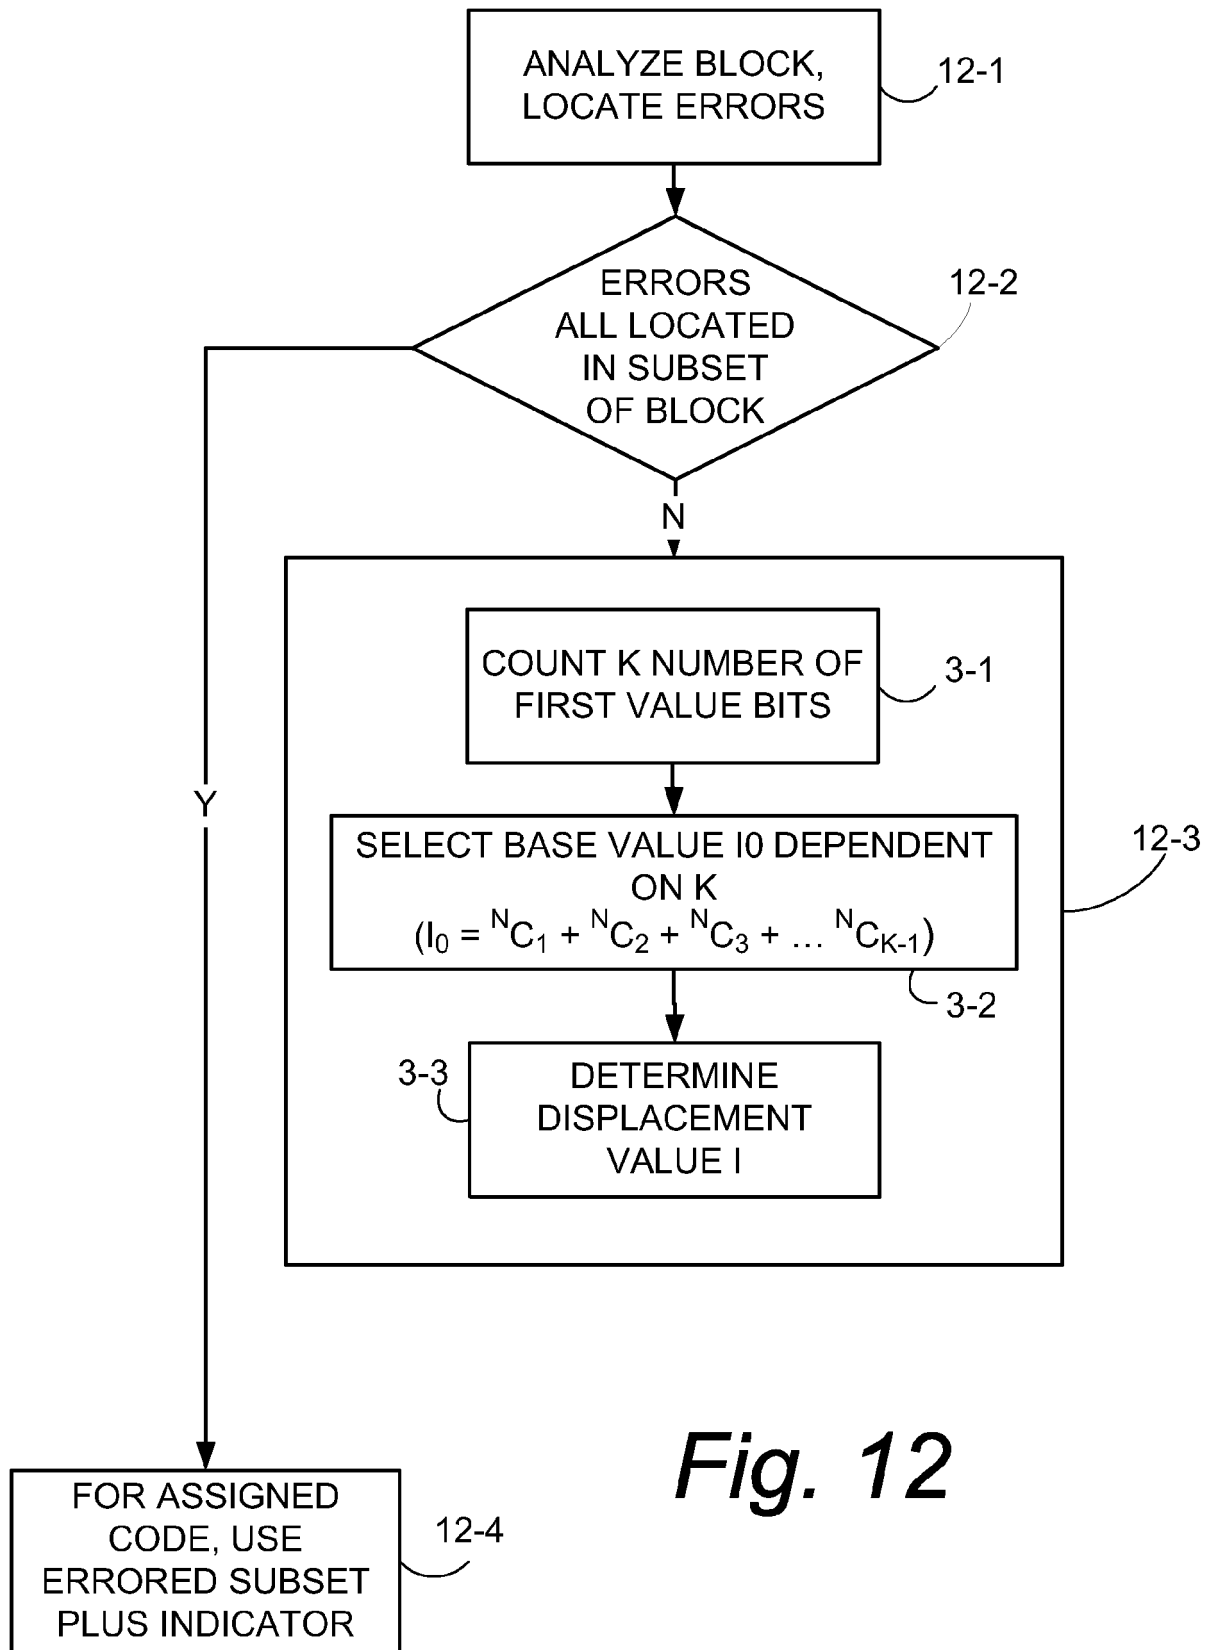 ANALYZE BLOCK,
LOCATE ERRORS
12-1
ERRORS
ALL LOCATED
IN SUBSET
OF BLOCK
12-2
N
COUNT K NUMBER OF
FIRST VALUE BITS
3-1
Y
SELECT BASE VALUE I0 DEPENDENT
ON K
(I₀ = ᴺC₁ + ᴺC₂ + ᴺC₃ + ... ᴺC_{K-1})
12-3
3-2
3-3
DETERMINE
DISPLACEMENT
VALUE I
Fig. 12
FOR ASSIGNED
CODE, USE
ERRORED SUBSET
PLUS INDICATOR
12-4